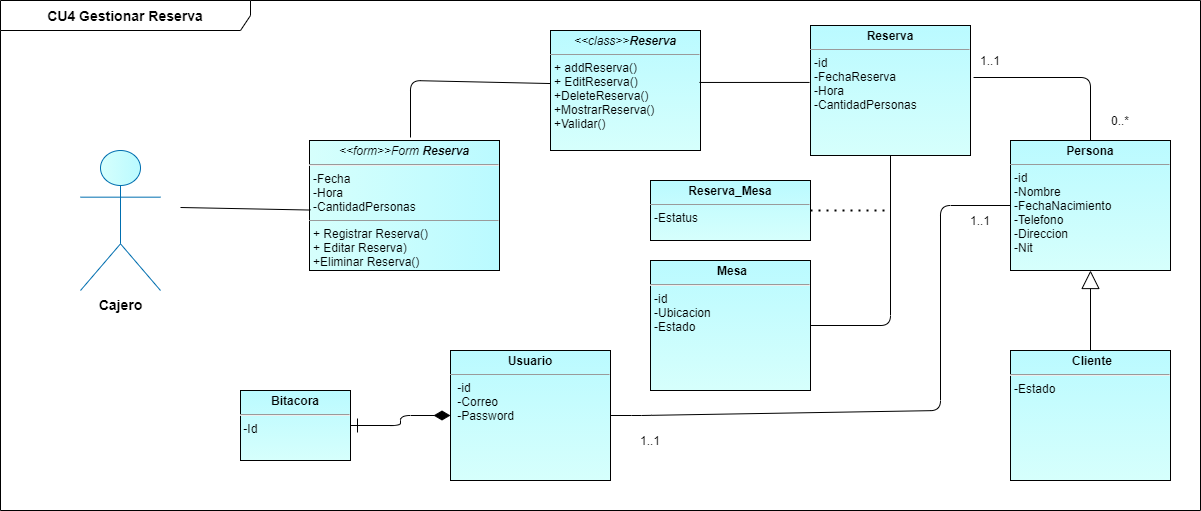 CU4 Gestionar Reserva
<<class>>Reserva
+ addReserva()
+ EditReserva()
+DeleteReserva()
+MostrarReserva()
+Validar()
Reserva
-id
-FechaReserva
-Hora
-CantidadPersonas
1..1
0..*
<<form>>Form Reserva
-Fecha
-Hora
-CantidadPersonas
+ Registrar Reserva()
+ Editar Reserva)
+Eliminar Reserva()
Cajero
Persona
-id
-Nombre
-FechaNacimiento
-Telefono
-Direccion
-Nit
1..1
Reserva_Mesa
-Estatus
Mesa
-id
-Ubicacion
-Estado
Usuario
-id
-Correo
-Password
1..1
Cliente
-Estado
Bitacora
-Id